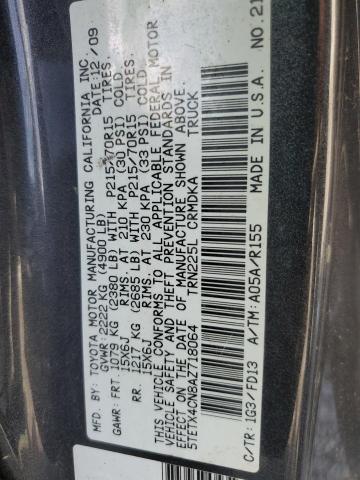 TOYOTA MOTOR MANUFACTURING CALIFORNIA INC.
DATE: 12/09
GVWR: 2222 KG (4900 LB)
GAWR: FRT: 1079 KG (2380 LB) WITH P215/70R15 TIRES.
15X6J RIMS. AT 210 KPA (30 PSI) COLD
RR. 1217 KG (2685 LB) WITH P215/70R15 TIRES.
15X6J RIMS. AT 230 KPA (33 PSI) COLD
THIS VEHICLE CONFORMS TO ALL APPLICABLE FEDERAL MOTOR
VEHICLE SAFETY AND THEFT PREVENTION STANDARDS IN
EFFECT ON THE DATE OF MANUFACTURE SHOWN ABOVE.
5TETX4CN8AZ718064 TRN225L CRMDKA TRUCK
C/TR: 1G3/FD13 A/TM: A05A/R155 MADE IN U.S.A. NO. 21